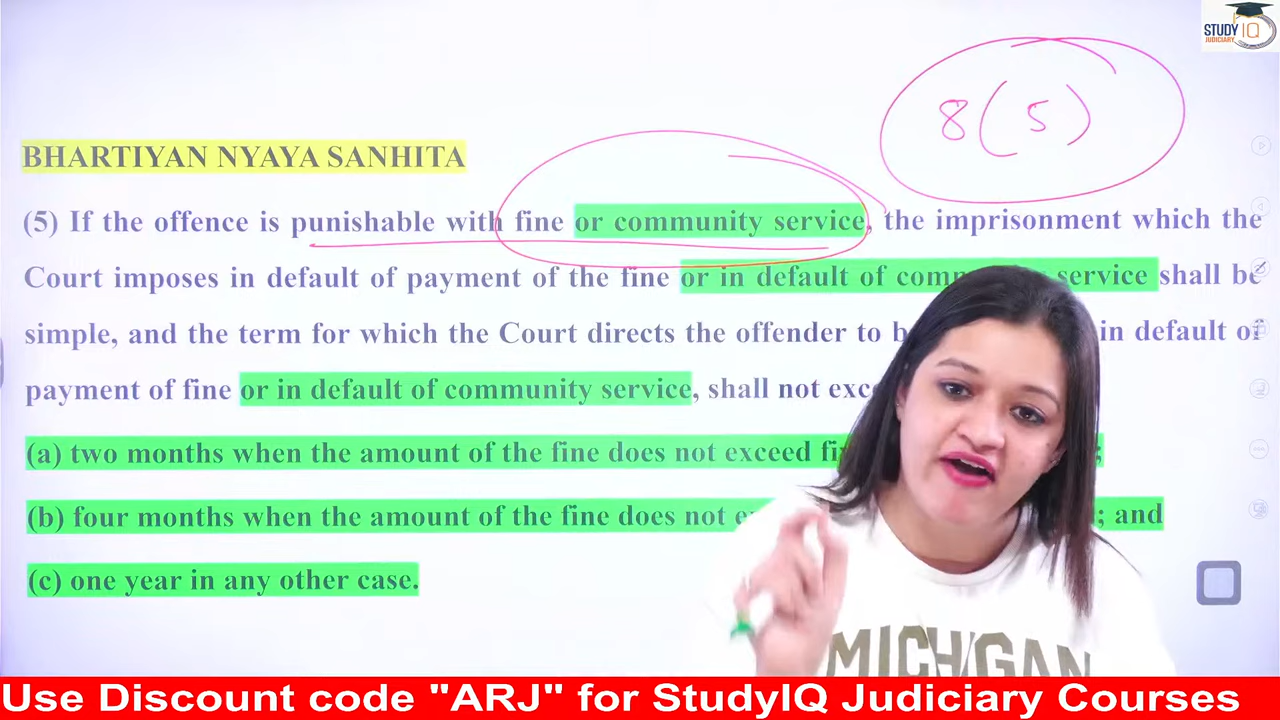 STUDY IQ
JUDICIARY
8(5)
BHARTIYAN NYAYA SANHITA
(5) If the offence is punishable with fine or community service, the imprisonment which the
Court imposes in default of payment of the fine or in default of service shall be
simple, and the term for which the Court directs the offender to in default of
payment of fine or in default of community service, shall not
(a) two months when the amount of the fine does not exceed ;
(b) four months when the amount of the fine does not ; and
(c) one year in any other case.
MICHIGAN
Use Discount code "ARJ" for StudyIQ Judiciary Courses